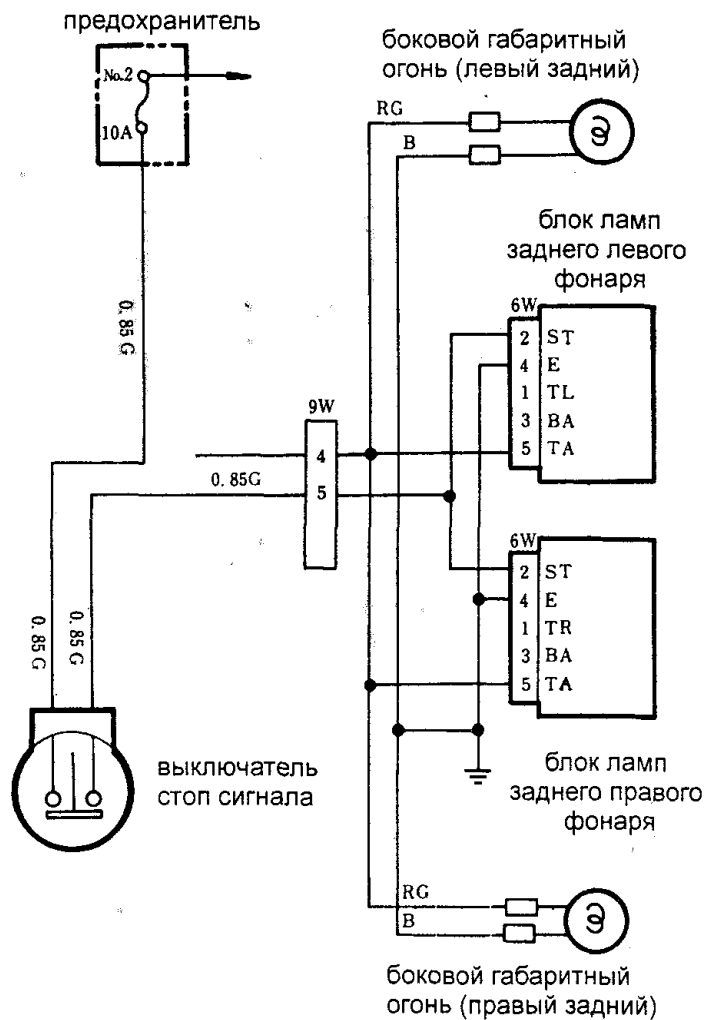 предохранитель
No.2
10A
0.85G
боковой габаритный
огонь (левый задний)
RG
B
блок ламп
заднего левого
фонаря
6W
2 ST
4 E
1 TL
3 BA
5 TA
9W
4
0.85G 5
6W
2 ST
4 E
1 TR
3 BA
5 TA
0.85G
0.85G
выключатель
стоп сигнала
блок ламп
заднего правого
фонаря
RG
B
боковой габаритный
огонь (правый задний)